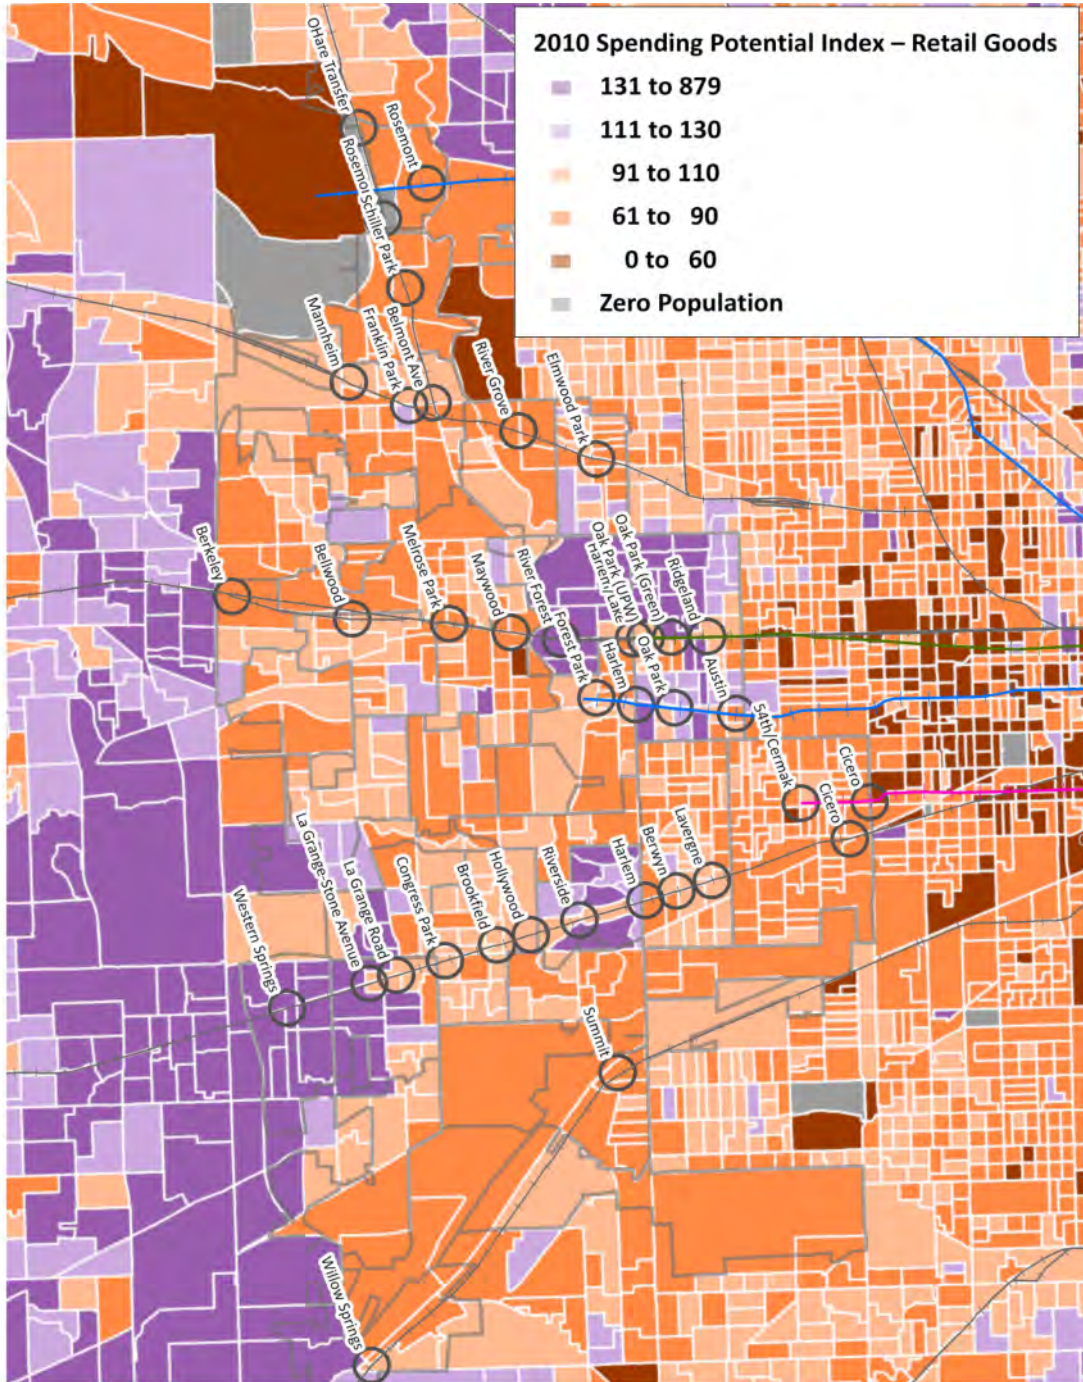 2010 Spending Potential Index – Retail Goods
131 to 879
111 to 130
91 to 110
61 to 90
0 to 60
Zero Population
OHare Transfer
Rosemont
Schiller Park
Mannheim
Franklin Park
Belmont Ave
River Grove
Elmwood Park
Berkeley
Bellwood
Melrose Park
Maywood
River Forest
Oak Park (UPW)
Harlem/Lake
Oak Park (Green)
Ridgeland
Forest Park
Harlem
Oak Park
Austin
54th/Cermak
Cicero
Cicero
Western Springs
La Grange-Stone Avenue
La Grange Road
Congress Park
Brookfield
Hollywood
Riverside
Harlem
Berwyn
Lavergne
Summit
Willow Springs